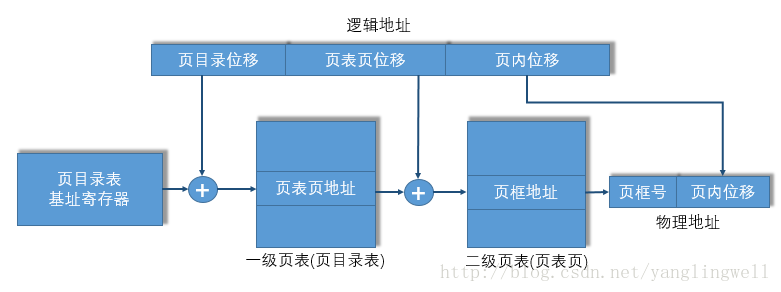 逻辑地址
页目录位移
页表页位移
页内位移
页目录表
基址寄存器
+
页表页地址
+
页框地址
页框号
页内位移
物理地址
一级页表(页目录表)
二级页表(页表页)
http://blog.csdn.net/yanglingwell